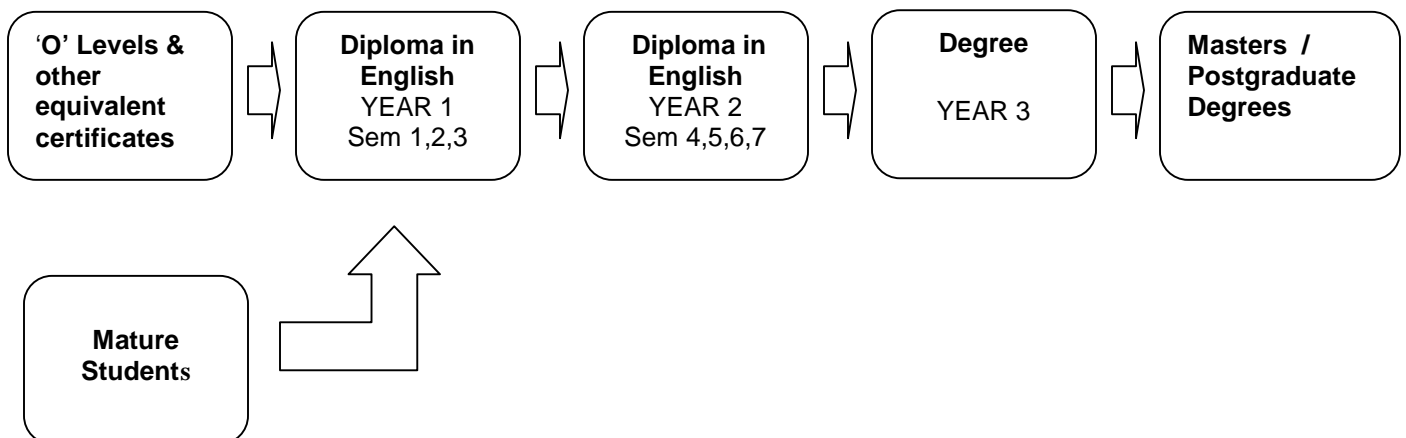 ‘O’ Levels &
other
equivalent
certificates
Diploma in
English
YEAR 1
Sem 1,2,3
Diploma in
English
YEAR 2
Sem 4,5,6,7
Degree
YEAR 3
Masters /
Postgraduate
Degrees
Mature
Students